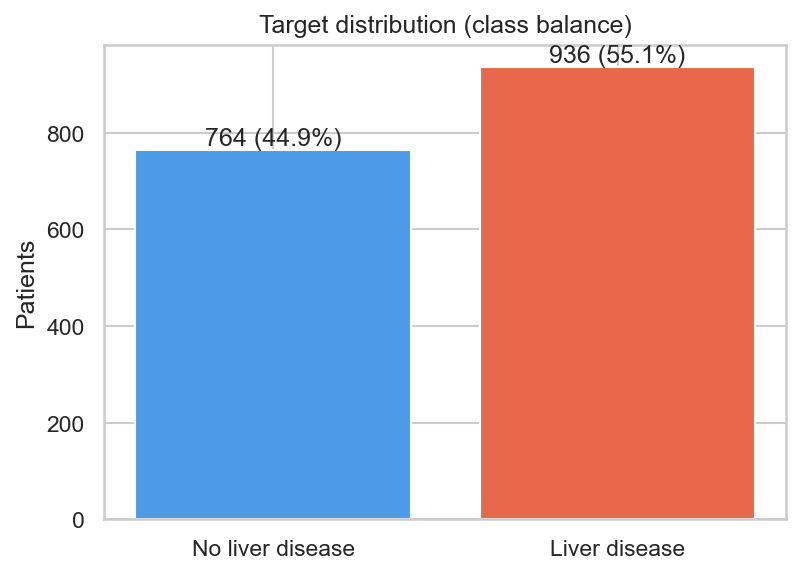 Target distribution (class balance)
936 (55.1%)
764 (44.9%)
800
600
400
200
0
Patients
No liver disease
Liver disease